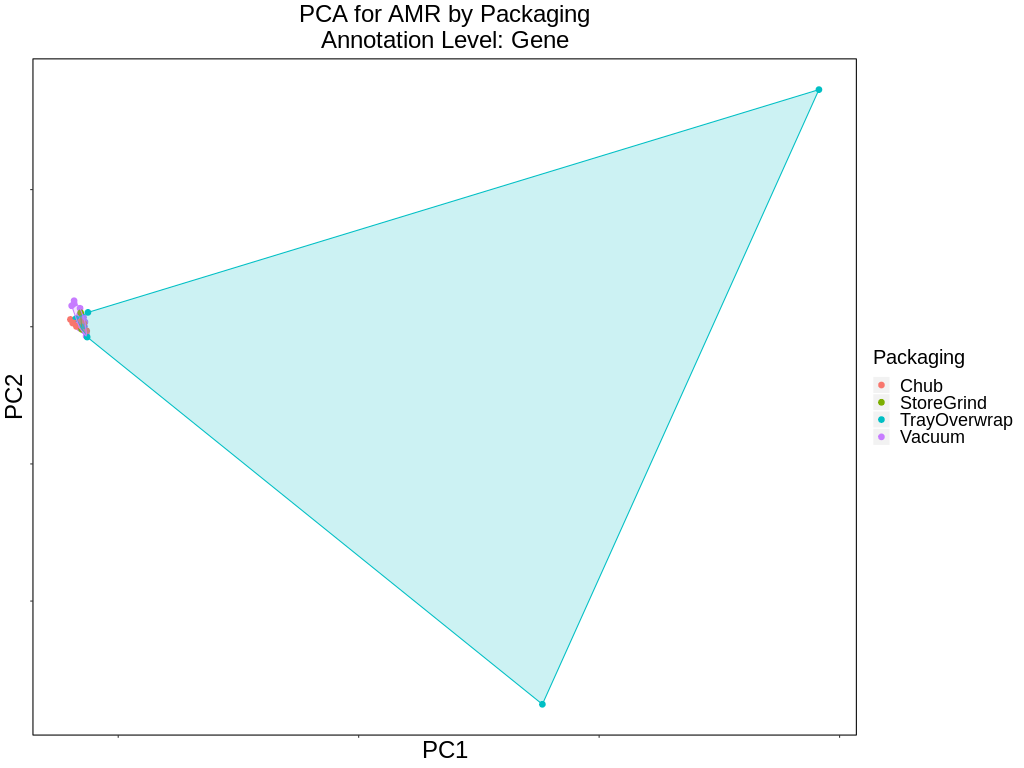 PCA for AMR by Packaging
Annotation Level: Gene
PC2
PC1
Packaging
Chub
StoreGrind
TrayOverwrap
Vacuum